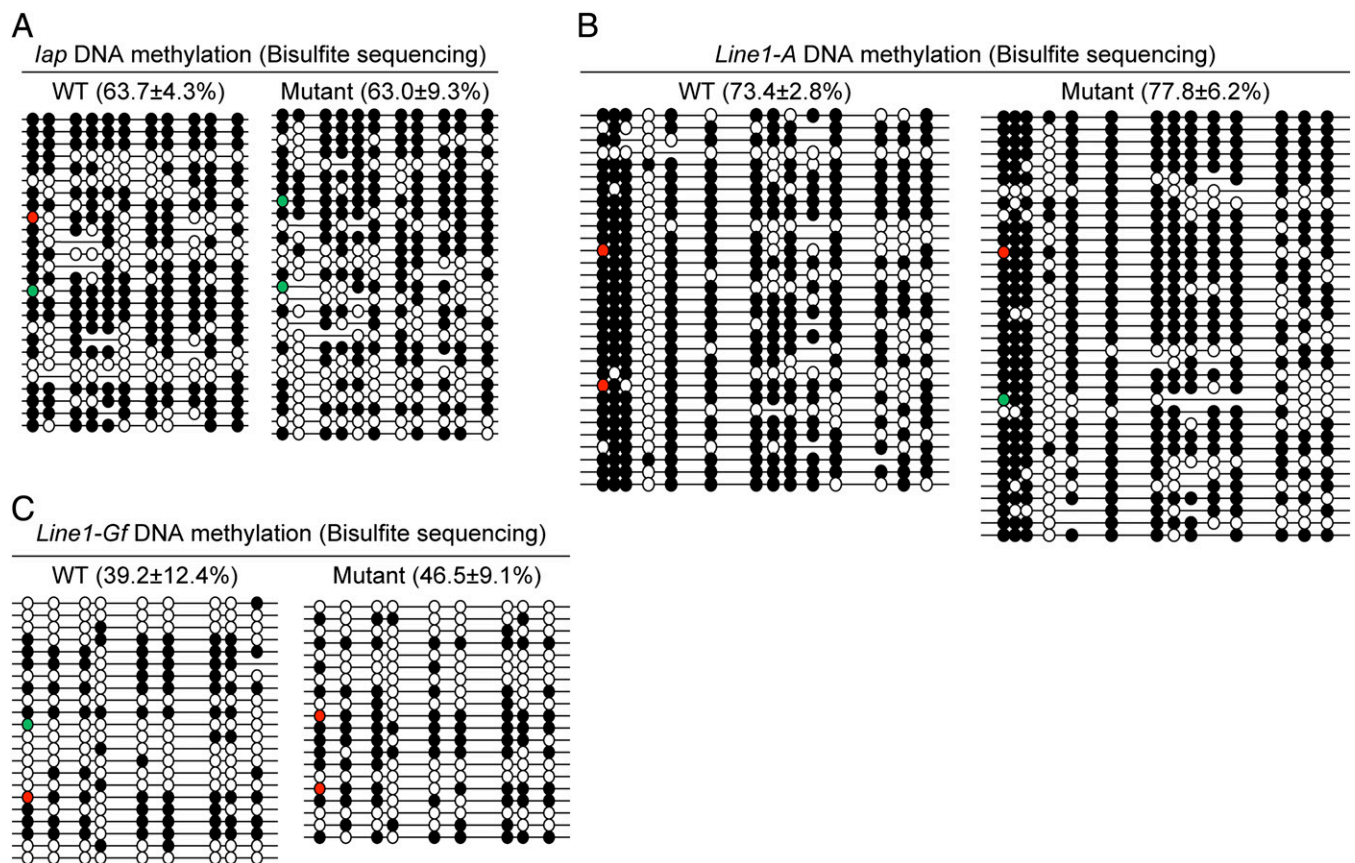 A
Iap DNA methylation (Bisulfite sequencing)
WT (63.7±4.3%)
Mutant (63.0±9.3%)
B
Line1-A DNA methylation (Bisulfite sequencing)
WT (73.4±2.8%)
Mutant (77.8±6.2%)
C
Line1-Gf DNA methylation (Bisulfite sequencing)
WT (39.2±12.4%)
Mutant (46.5±9.1%)